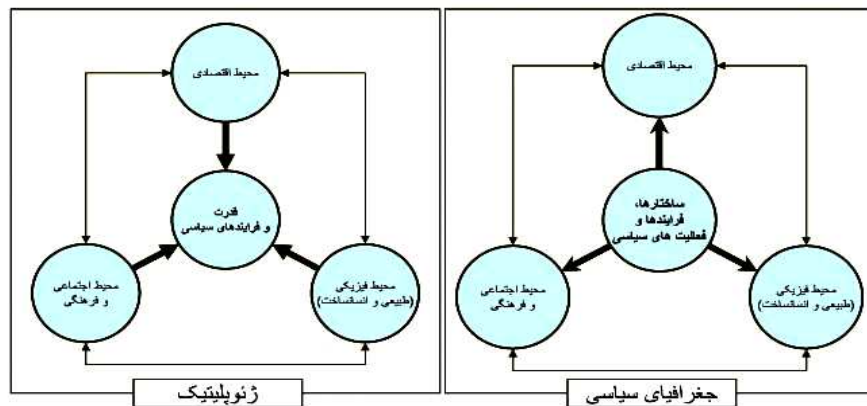 محیط اقتصادی
ساختارها،
فرایندها و
فعالیت های سیاسی
محیط اجتماعی
و فرهنگی
محیط فیزیکی
(طبیعی و انسانساخت)
جغرافیای سیاسی
محیط اقتصادی
قدرت
و فرایندهای سیاسی
محیط اجتماعی
و فرهنگی
محیط فیزیکی
(طبیعی و انسانساخت)
ژئوپلیتیک